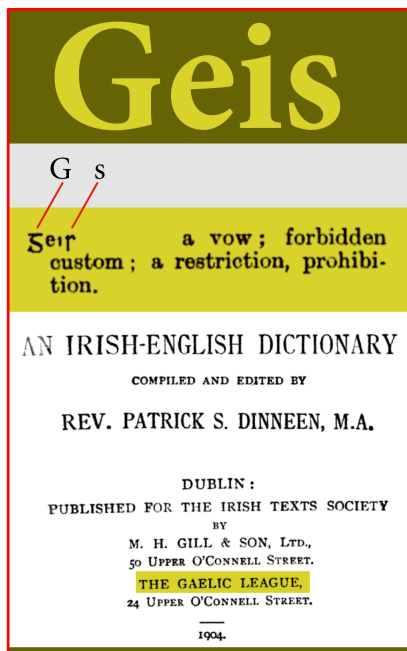 Geis
G s
ᵹeiꞃ a vow; forbidden
custom; a restriction, prohibi-
tion.
AN IRISH-ENGLISH DICTIONARY
COMPILED AND EDITED BY
REV. PATRICK S. DINNEEN, M.A.
DUBLIN:
PUBLISHED FOR THE IRISH TEXTS SOCIETY
BY
M. H. GILL & SON, LTD.,
50 UPPER O'CONNELL STREET.
THE GAELIC LEAGUE,
24 UPPER O'CONNELL STREET.
1904.